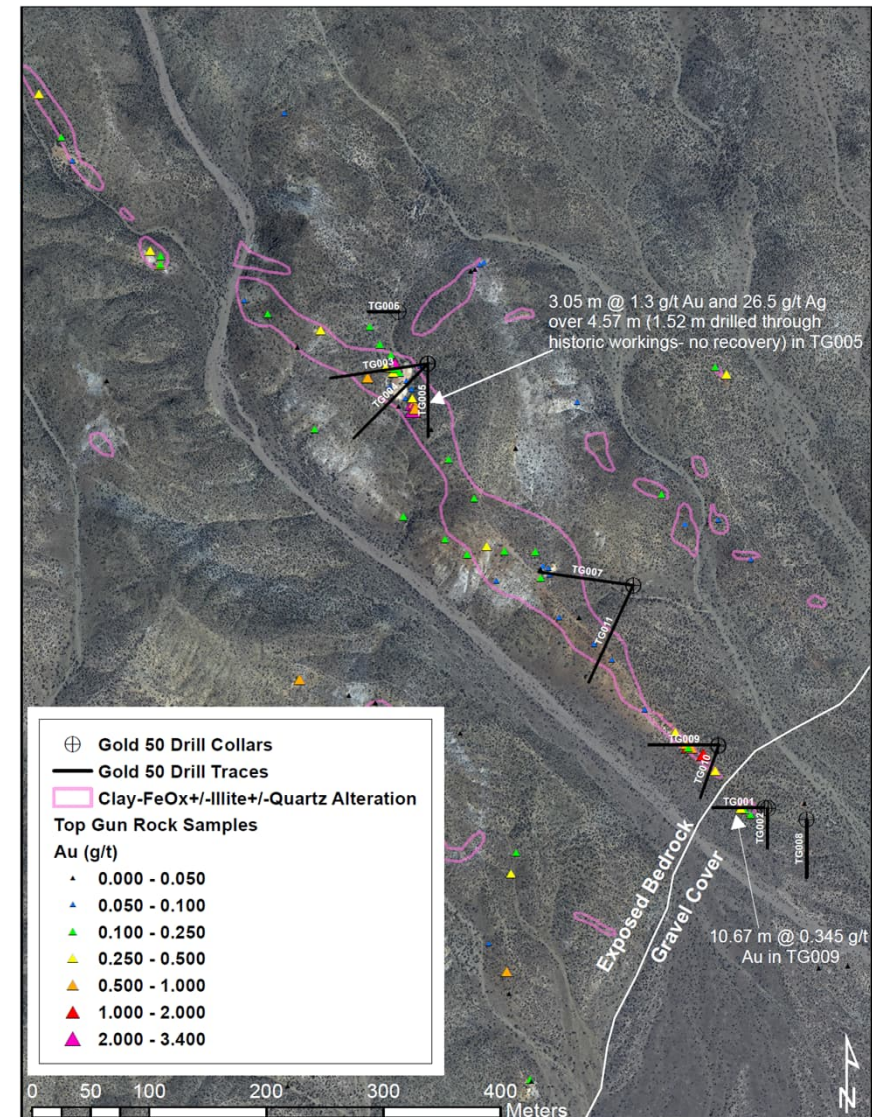 TG006
3.05 m @ 1.3 g/t Au and 26.5 g/t Ag
over 4.57 m (1.52 m drilled through
historic workings- no recovery) in TG005
TG003
TG004
TG005
TG007
TG011
TG009
TG010
TG001
TG002
TG008
Exposed Bedrock
Gravel Cover
10.67 m @ 0.345 g/t
Au in TG009
Gold 50 Drill Collars
Gold 50 Drill Traces
Clay-FeOx+/-Illite+/-Quartz Alteration
Top Gun Rock Samples
Au (g/t)
0.000 - 0.050
0.050 - 0.100
0.100 - 0.250
0.250 - 0.500
0.500 - 1.000
1.000 - 2.000
2.000 - 3.400
0 50 100 200 300 400
Meters
N